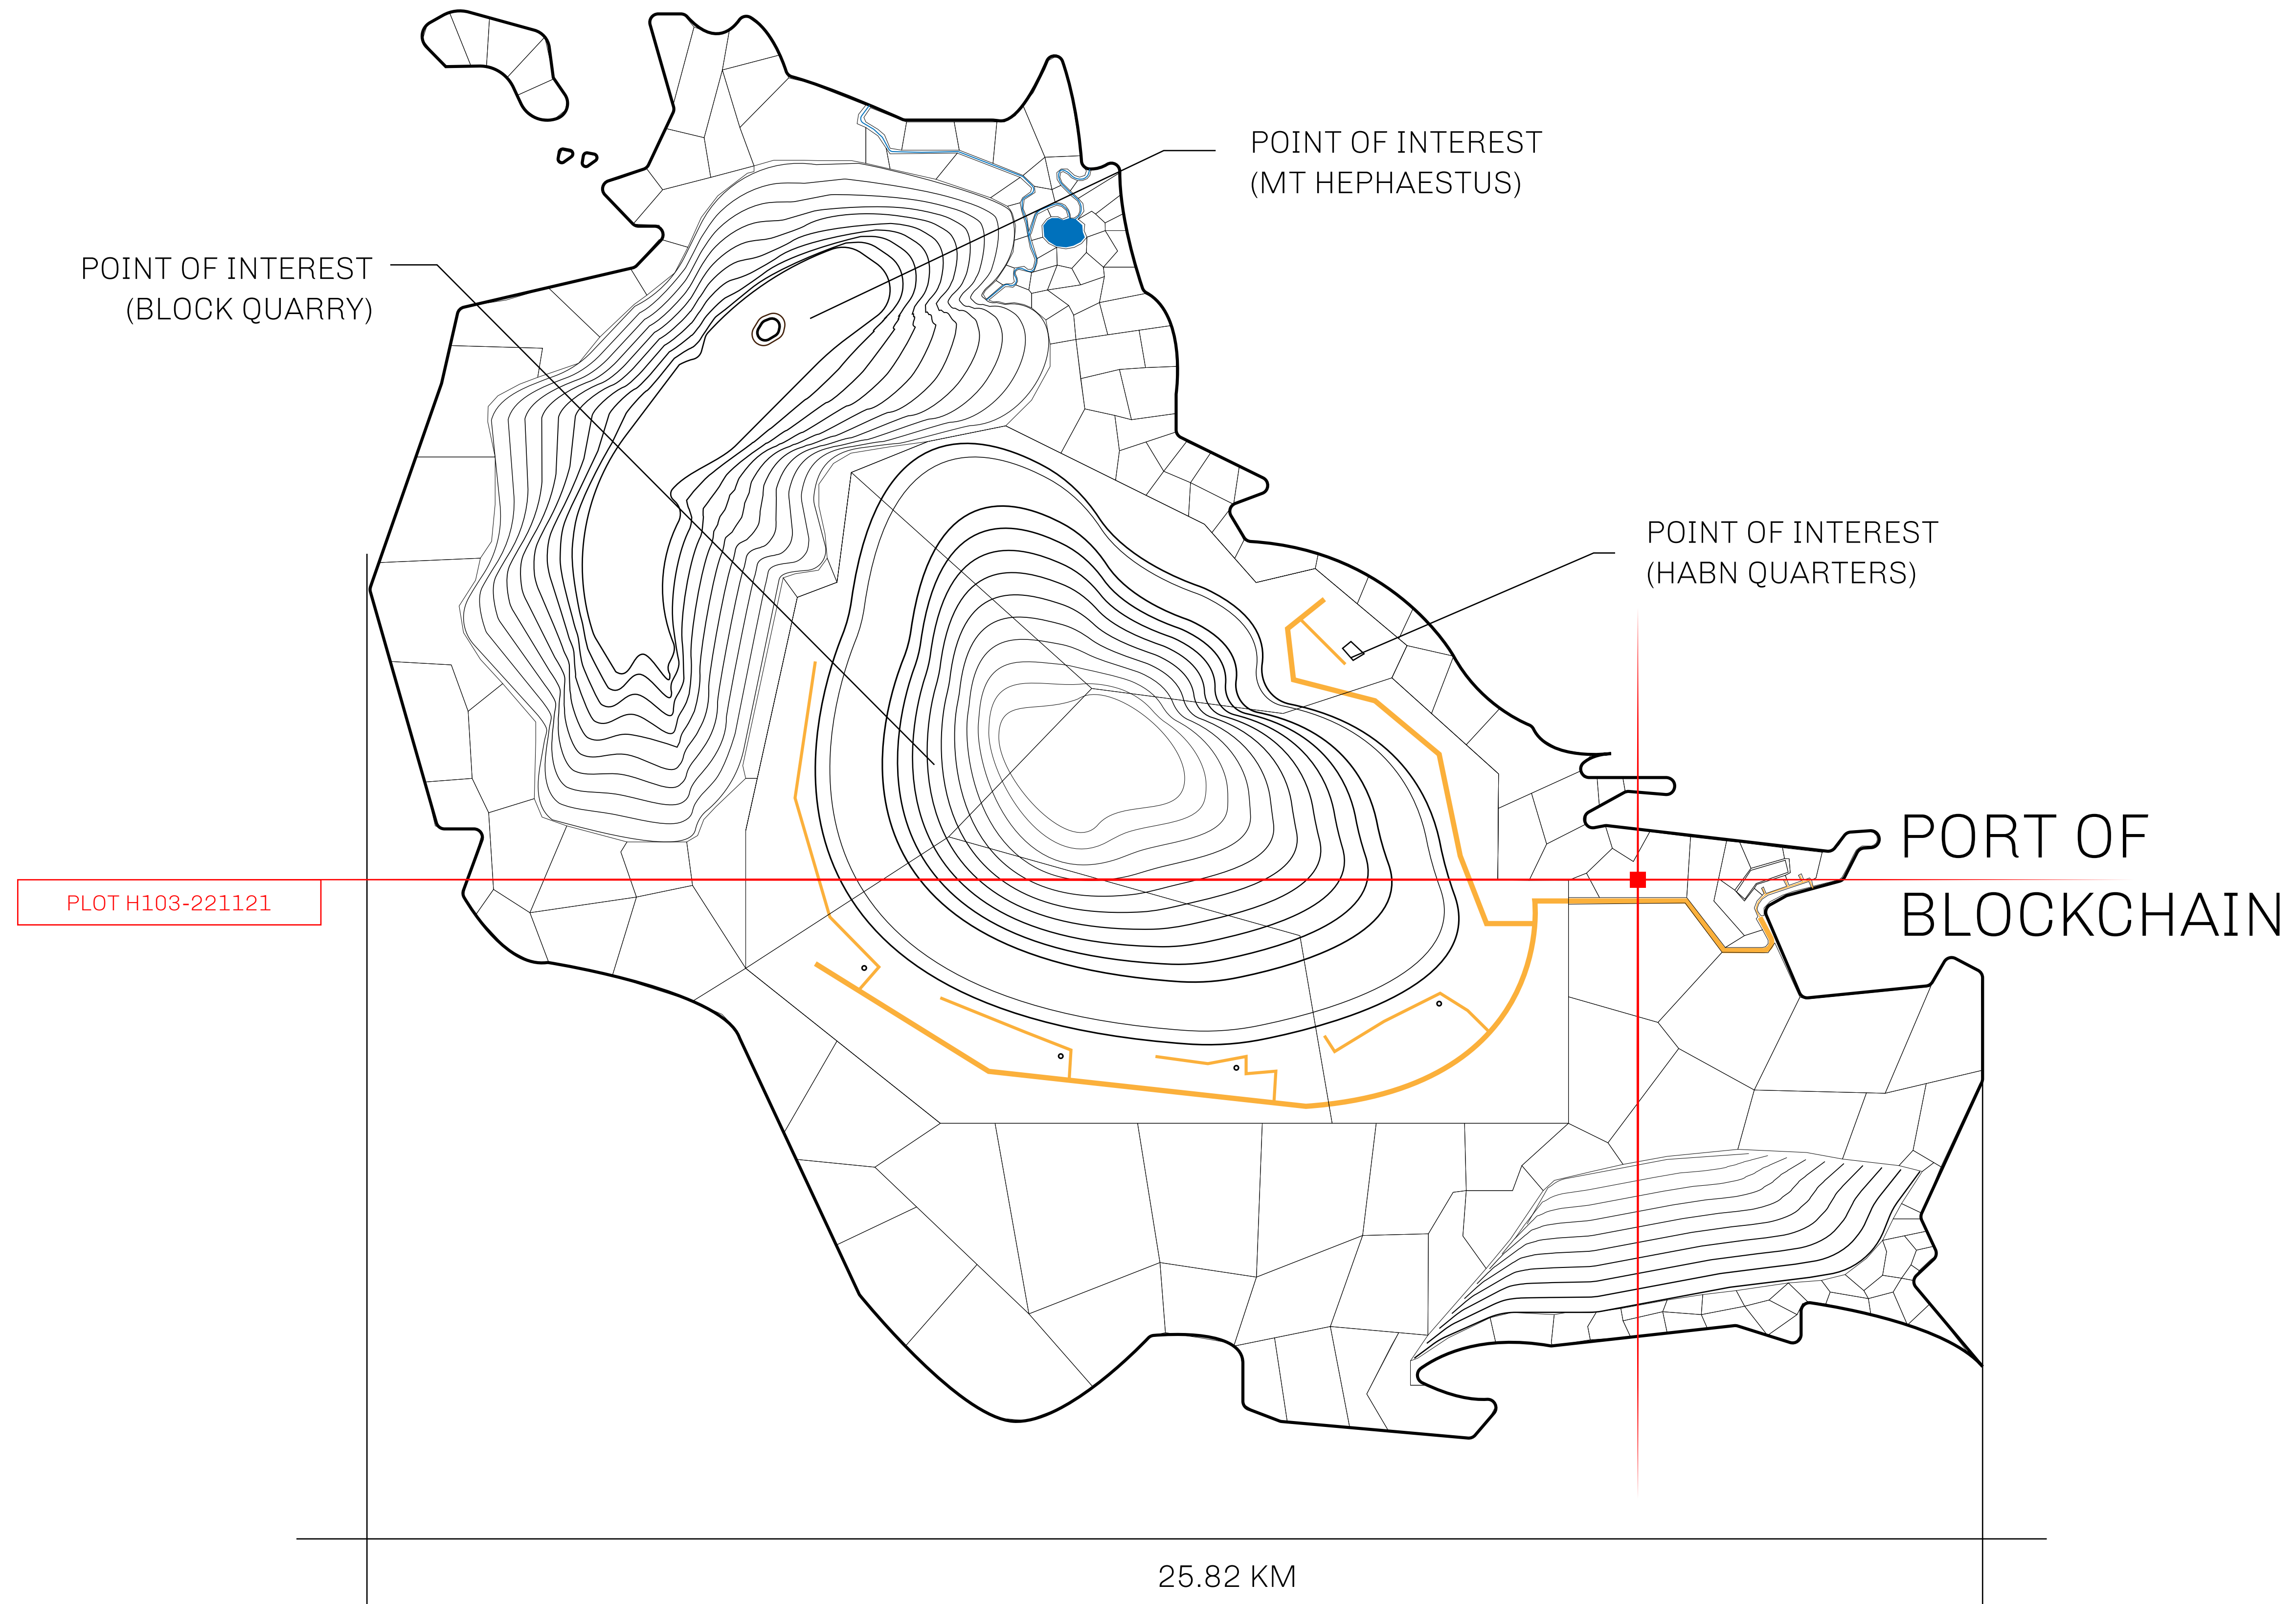 POINT OF INTEREST
(MT HEPHAESTUS)
POINT OF INTEREST
(BLOCK QUARRY)
POINT OF INTEREST
(HABN QUARTERS)
PORT OF
BLOCKCHAIN
PLOT H103-221121
25.82 KM